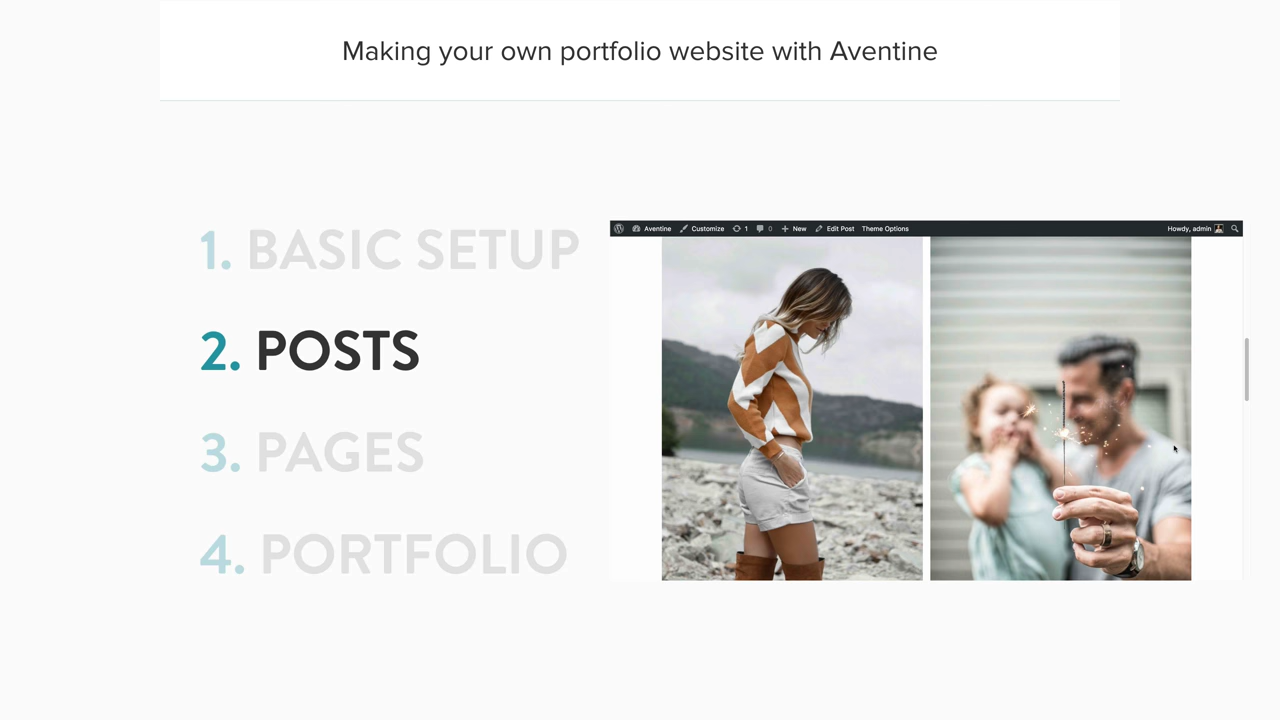 Making your own portfolio website with Aventine
1. BASIC SETUP
2. POSTS
3. PAGES
4. PORTFOLIO
Aventine Customize 1 0 New Edit Post Theme Options Howdy, admin